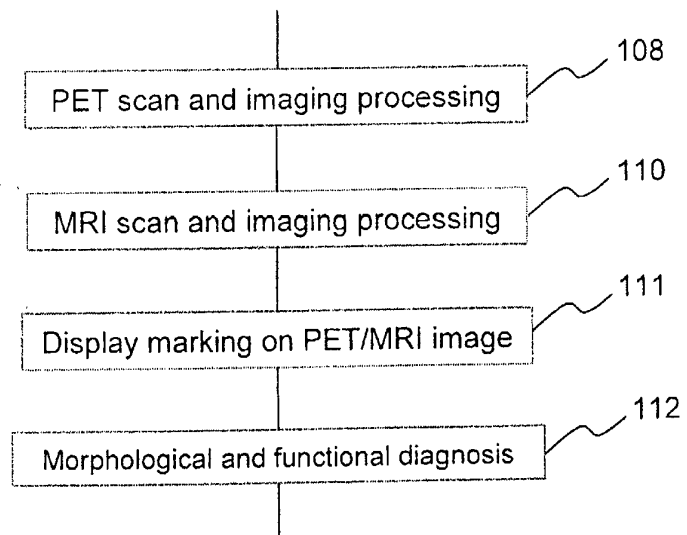 108
PET scan and imaging processing
110
MRI scan and imaging processing
111
Display marking on PET/MRI image
112
Morphological and functional diagnosis